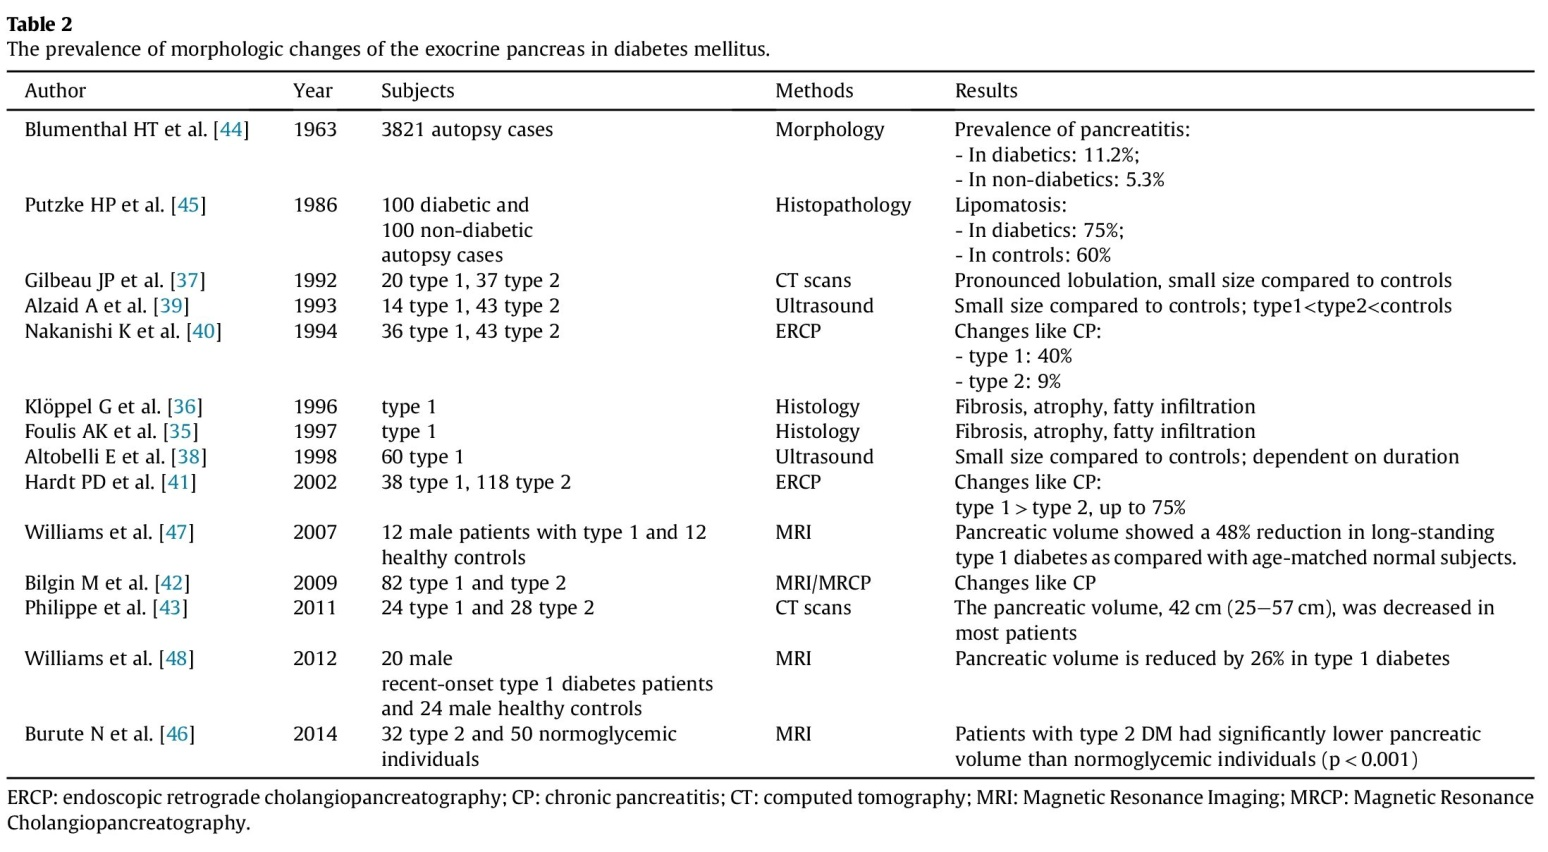 Table 2
The prevalence of morphologic changes of the exocrine pancreas in diabetes mellitus.
Author Year Subjects Methods Results
Blumenthal HT et al. [44] 1963 3821 autopsy cases Morphology Prevalence of pancreatitis:
- In diabetics: 11.2%;
- In non-diabetics: 5.3%
Putzke HP et al. [45] 1986 100 diabetic and Histopathology Lipomatosis:
100 non-diabetic - In diabetics: 75%;
autopsy cases - In controls: 60%
Gilbeau JP et al. [37] 1992 20 type 1, 37 type 2 CT scans Pronounced lobulation, small size compared to controls
Alzaid A et al. [39] 1993 14 type 1, 43 type 2 Ultrasound Small size compared to controls; type1<type2<controls
Nakanishi K et al. [40] 1994 36 type 1, 43 type 2 ERCP Changes like CP:
- type 1: 40%
- type 2: 9%
Klöppel G et al. [36] 1996 type 1 Histology Fibrosis, atrophy, fatty infiltration
Foulis AK et al. [35] 1997 type 1 Histology Fibrosis, atrophy, fatty infiltration
Altobelli E et al. [38] 1998 60 type 1 Ultrasound Small size compared to controls; dependent on duration
Hardt PD et al. [41] 2002 38 type 1, 118 type 2 ERCP Changes like CP:
type 1 > type 2, up to 75%
Williams et al. [47] 2007 12 male patients with type 1 and 12 MRI Pancreatic volume showed a 48% reduction in long-standing
healthy controls type 1 diabetes as compared with age-matched normal subjects.
Bilgin M et al. [42] 2009 82 type 1 and type 2 MRI/MRCP Changes like CP
Philippe et al. [43] 2011 24 type 1 and 28 type 2 CT scans The pancreatic volume, 42 cm (25–57 cm), was decreased in
most patients
Williams et al. [48] 2012 20 male MRI Pancreatic volume is reduced by 26% in type 1 diabetes
recent-onset type 1 diabetes patients
and 24 male healthy controls
Burute N et al. [46] 2014 32 type 2 and 50 normoglycemic MRI Patients with type 2 DM had significantly lower pancreatic
individuals volume than normoglycemic individuals (p < 0.001)
ERCP: endoscopic retrograde cholangiopancreatography; CP: chronic pancreatitis; CT: computed tomography; MRI: Magnetic Resonance Imaging; MRCP: Magnetic Resonance
Cholangiopancreatography.